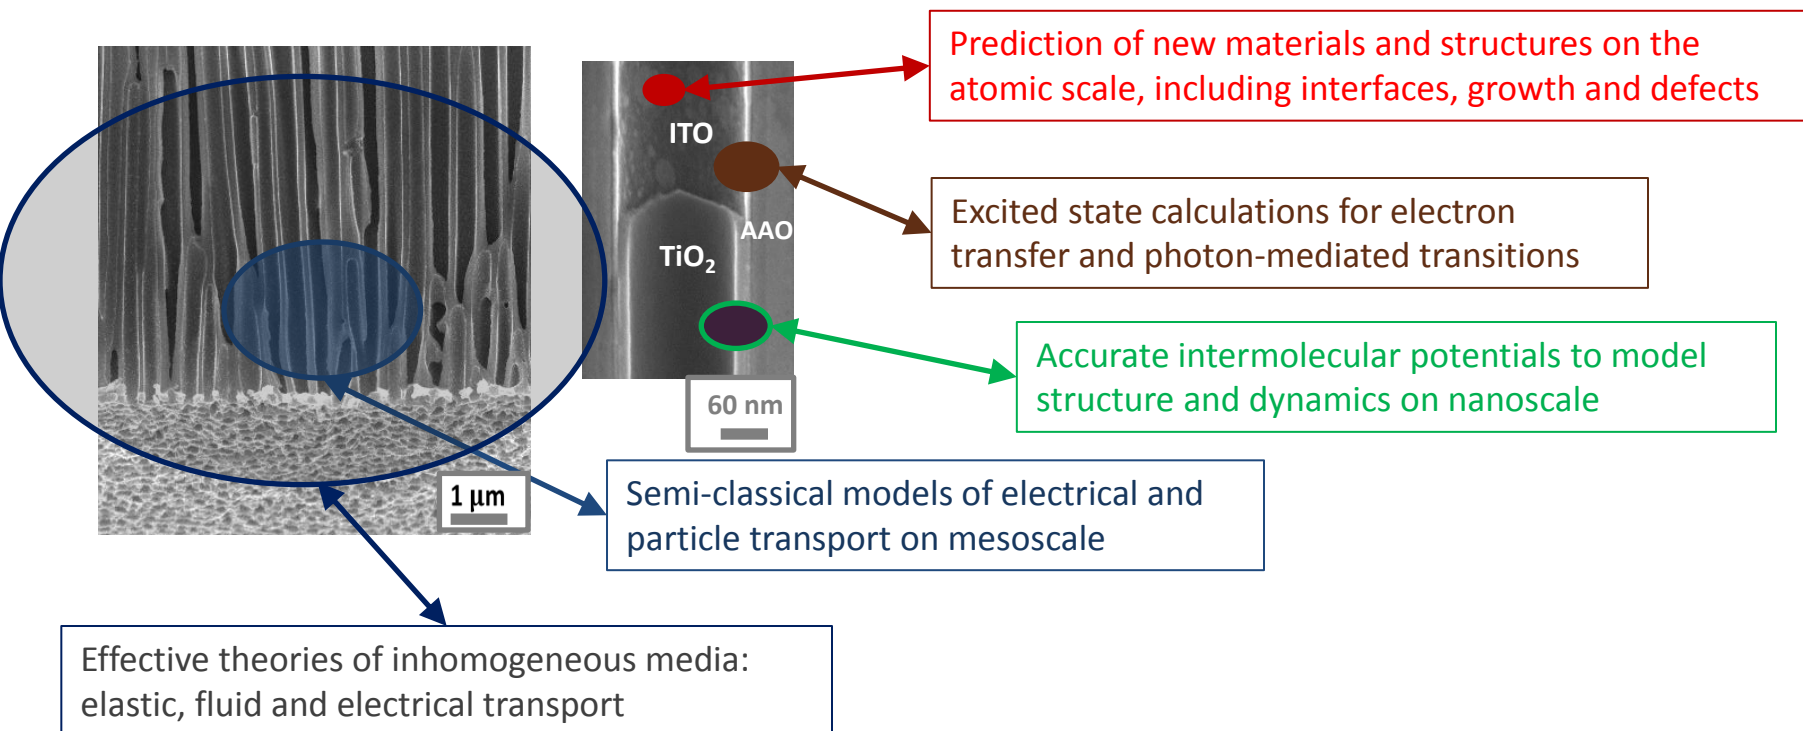 Prediction of new materials and structures on the
atomic scale, including interfaces, growth and defects
ITO
Excited state calculations for electron
transfer and photon-mediated transitions
AAO
TiO₂
Accurate intermolecular potentials to model
structure and dynamics on nanoscale
60 nm
1 μm
Semi-classical models of electrical and
particle transport on mesoscale
Effective theories of inhomogeneous media:
elastic, fluid and electrical transport